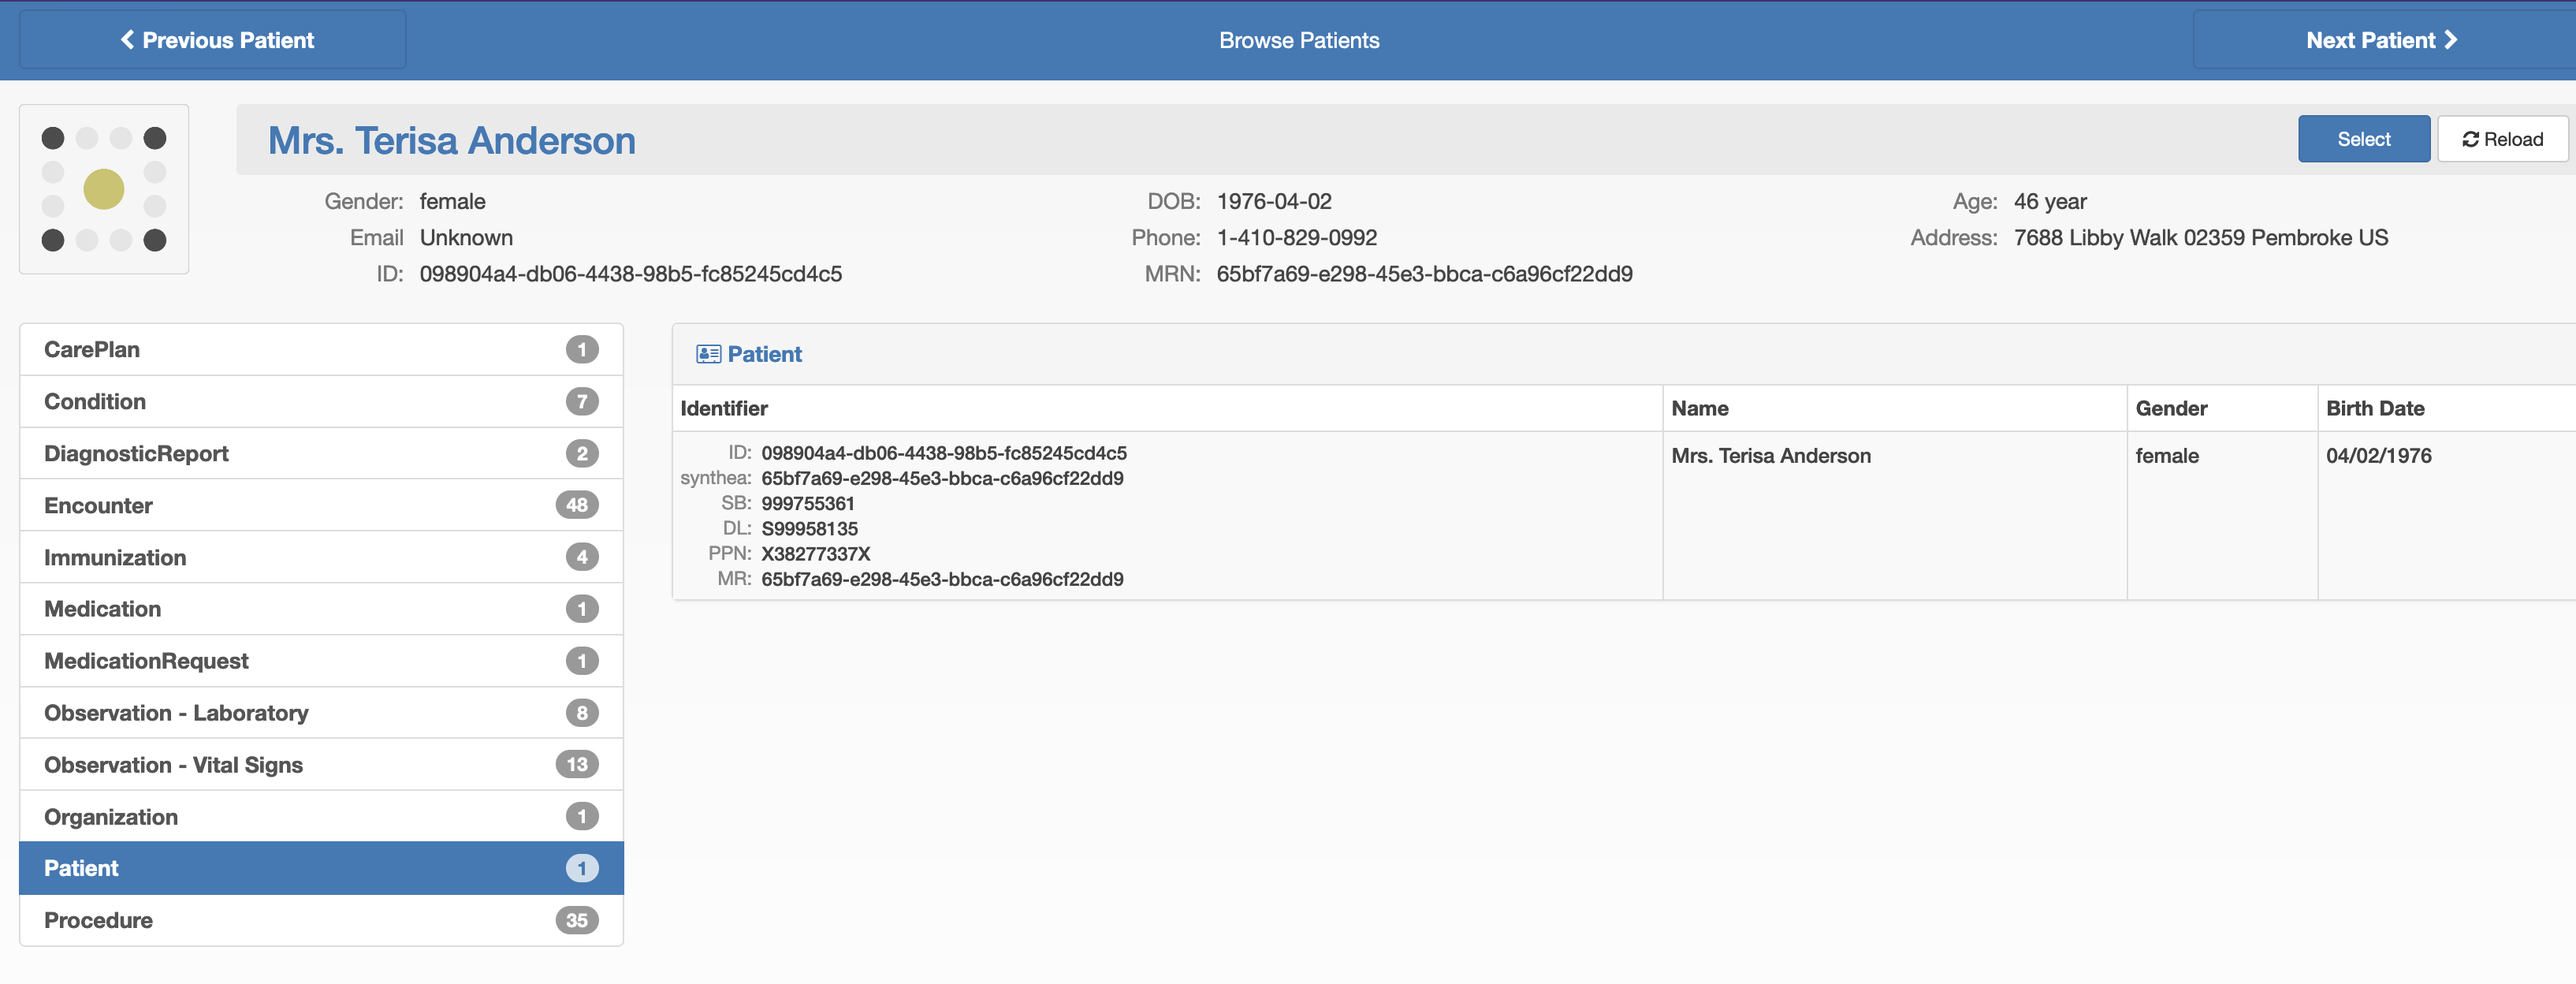 Previous Patient
Browse Patients
Next Patient
Mrs. Terisa Anderson
Select
Reload
Gender: female
DOB: 1976-04-02
Age: 46 year
Email Unknown
Phone: 1-410-829-0992
Address: 7688 Libby Walk 02359 Pembroke US
ID: 098904a4-db06-4438-98b5-fc85245cd4c5
MRN: 65bf7a69-e298-45e3-bbca-c6a96cf22dd9
CarePlan 1
Condition 7
DiagnosticReport 2
Encounter 48
Immunization 4
Medication 1
MedicationRequest 1
Observation - Laboratory 8
Observation - Vital Signs 13
Organization 1
Patient 1
Procedure 35
Patient
Identifier Name Gender Birth Date
ID: 098904a4-db06-4438-98b5-fc85245cd4c5
synthea: 65bf7a69-e298-45e3-bbca-c6a96cf22dd9
SB: 999755361
DL: S99958135
PPN: X38277337X
MR: 65bf7a69-e298-45e3-bbca-c6a96cf22dd9
Mrs. Terisa Anderson
female
04/02/1976